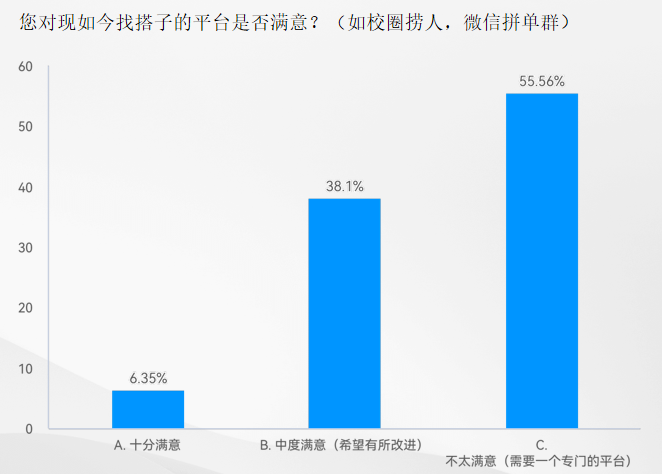 您对现如今找搭子的平台是否满意？（如校圈捞人，微信拼单群）
60
50
40
30
20
10
0
6.35%
38.1%
55.56%
A. 十分满意
B. 中度满意（希望有所改进）
C.
不太满意（需要一个专门的平台）